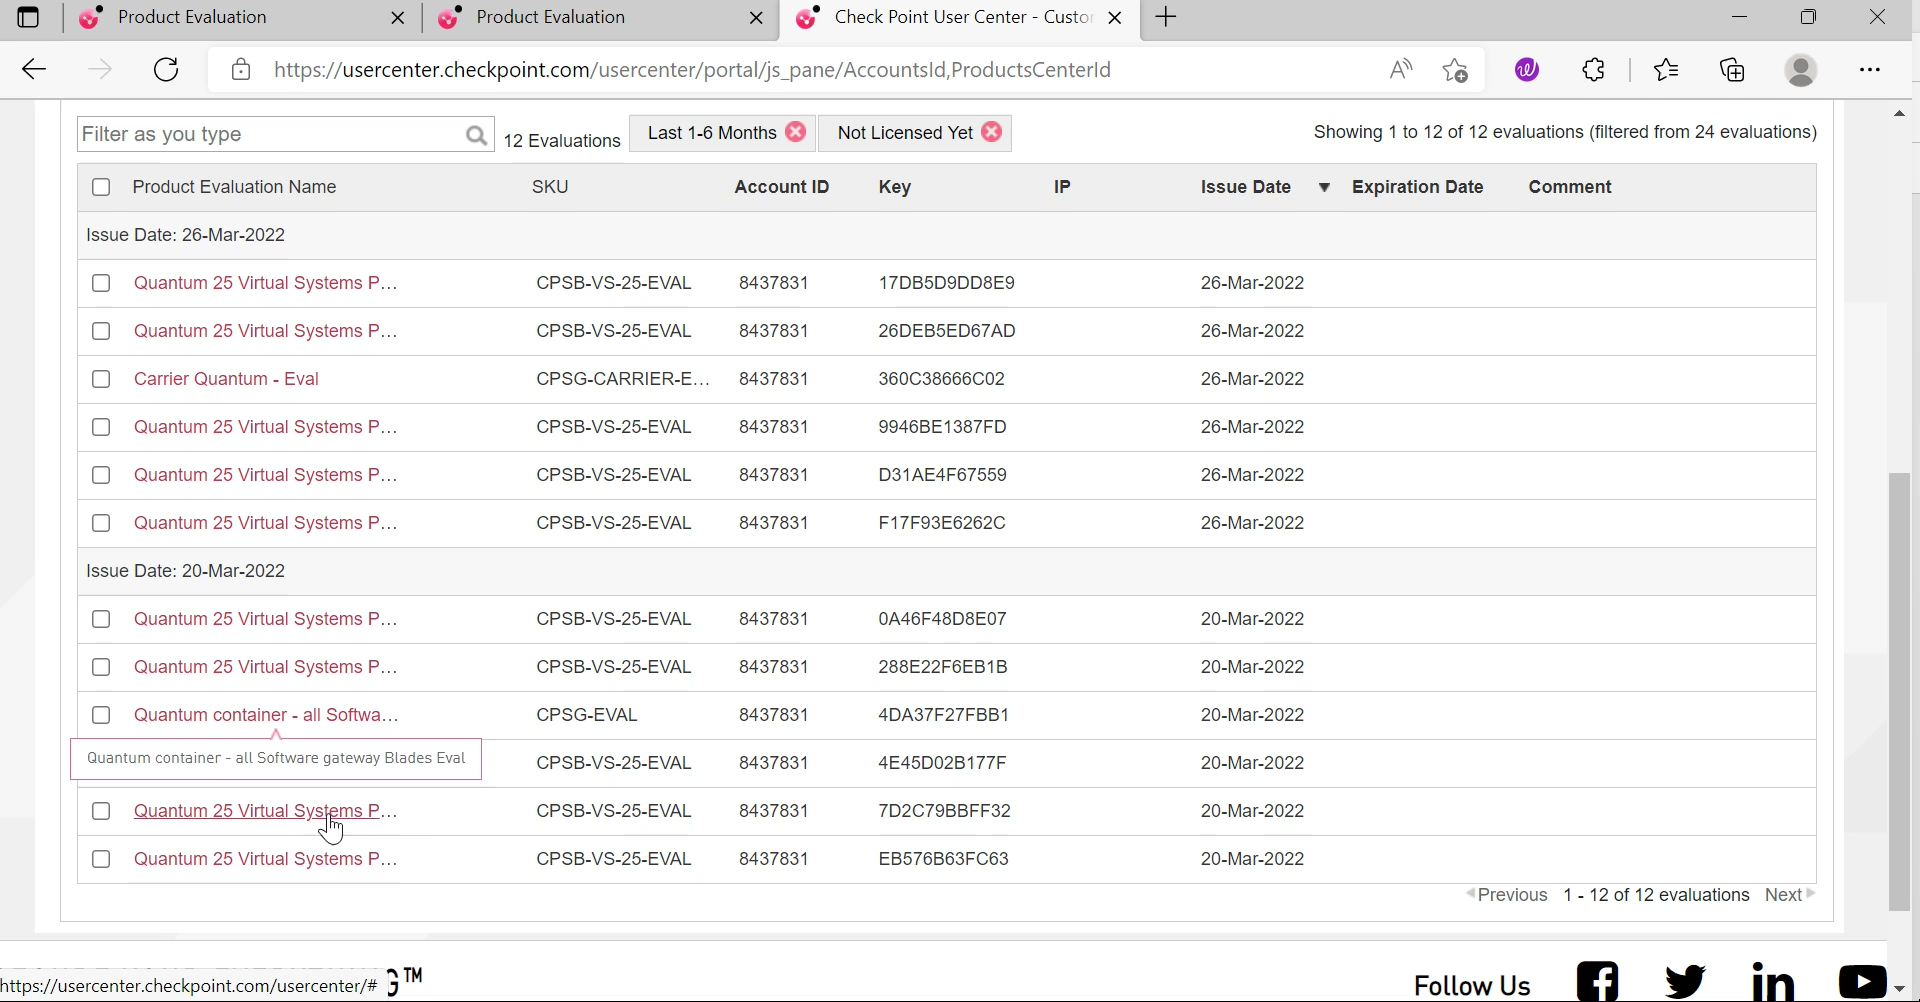 Product Evaluation
Product Evaluation
Check Point User Center - Custor
https://usercenter.checkpoint.com/usercenter/portal/js_pane/AccountsId,ProductsCenterId
Filter as you type
12 Evaluations
Last 1-6 Months
Not Licensed Yet
Showing 1 to 12 of 12 evaluations (filtered from 24 evaluations)
Product Evaluation Name SKU Account ID Key IP Issue Date Expiration Date Comment
Issue Date: 26-Mar-2022
Quantum 25 Virtual Systems P... CPSB-VS-25-EVAL 8437831 17DB5D9DD8E9 26-Mar-2022
Quantum 25 Virtual Systems P... CPSB-VS-25-EVAL 8437831 26DEB5ED67AD 26-Mar-2022
Carrier Quantum - Eval CPSG-CARRIER-E... 8437831 360C38666C02 26-Mar-2022
Quantum 25 Virtual Systems P... CPSB-VS-25-EVAL 8437831 9946BE1387FD 26-Mar-2022
Quantum 25 Virtual Systems P... CPSB-VS-25-EVAL 8437831 D31AE4F67559 26-Mar-2022
Quantum 25 Virtual Systems P... CPSB-VS-25-EVAL 8437831 F17F93E6262C 26-Mar-2022
Issue Date: 20-Mar-2022
Quantum 25 Virtual Systems P... CPSB-VS-25-EVAL 8437831 0A46F48D8E07 20-Mar-2022
Quantum 25 Virtual Systems P... CPSB-VS-25-EVAL 8437831 288E22F6EB1B 20-Mar-2022
Quantum container - all Softwa... CPSG-EVAL 8437831 4DA37F27FBB1 20-Mar-2022
Quantum container - all Software gateway Blades Eval
CPSB-VS-25-EVAL 8437831 4E45D02B177F 20-Mar-2022
Quantum 25 Virtual Systems P... CPSB-VS-25-EVAL 8437831 7D2C79BBFF32 20-Mar-2022
Quantum 25 Virtual Systems P... CPSB-VS-25-EVAL 8437831 EB576B63FC63 20-Mar-2022
Previous 1 - 12 of 12 evaluations Next
https://usercenter.checkpoint.com/usercenter/#
G™
Follow Us